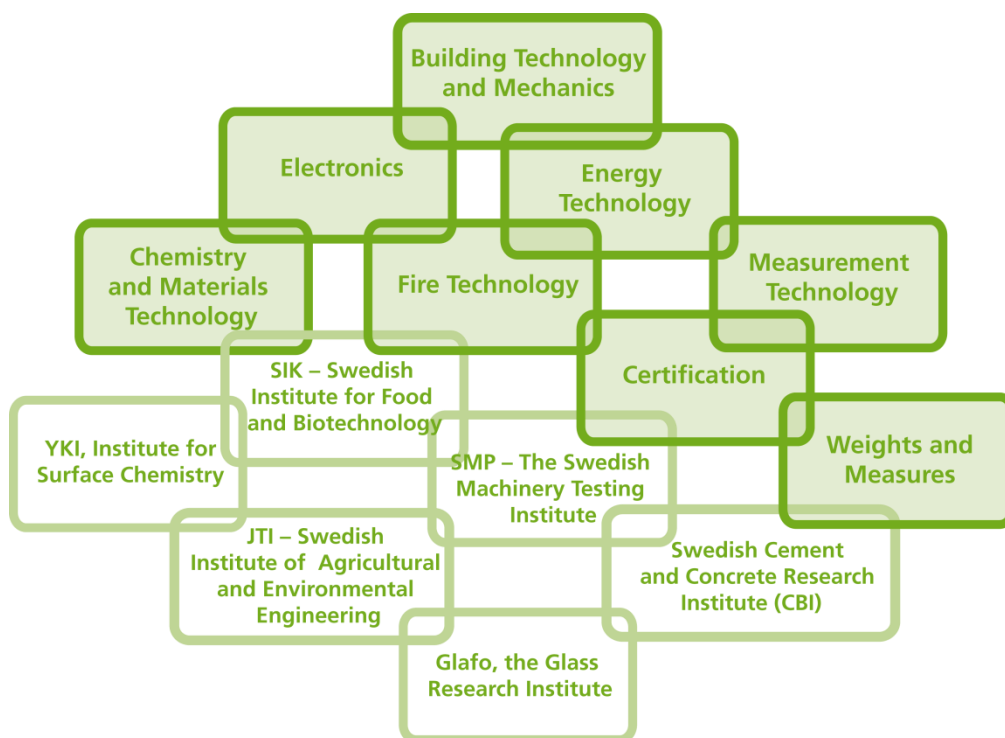 Building Technology
and Mechanics
Electronics
Energy
Technology
Chemistry
and Materials
Technology
Fire Technology
Measurement
Technology
SIK – Swedish
Institute for Food
and Biotechnology
Certification
YKI, Institute for
Surface Chemistry
SMP – The Swedish
Machinery Testing
Institute
Weights and
Measures
JTI – Swedish
Institute of  Agricultural
and Environmental
Engineering
Swedish Cement
and Concrete Research
Institute (CBI)
Glafo, the Glass
Research Institute